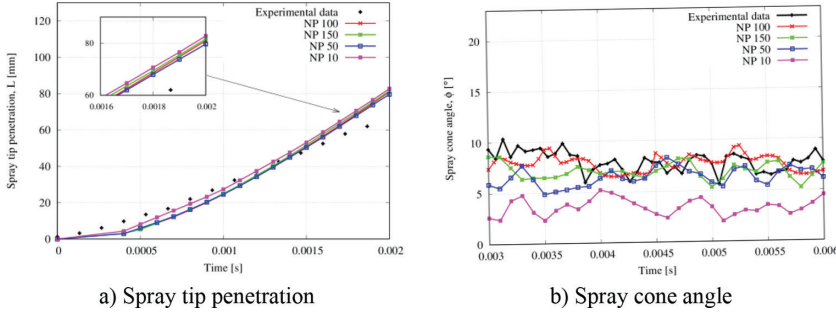 Experimental data
NP 100
NP 150
NP 50
NP 10
120
100
80
60
40
20
0
80
60
0.0016
0.0018
0.002
Spray tip penetration, L [mm]
0
0.0005
0.001
0.0015
0.002
Time [s]
a) Spray tip penetration
Experimental data
NP 100
NP 150
NP 50
NP 10
20
15
10
5
0
Spray cone angle, ϕ [°]
0.003
0.0035
0.004
0.0045
0.005
0.0055
0.006
Time [s]
b) Spray cone angle